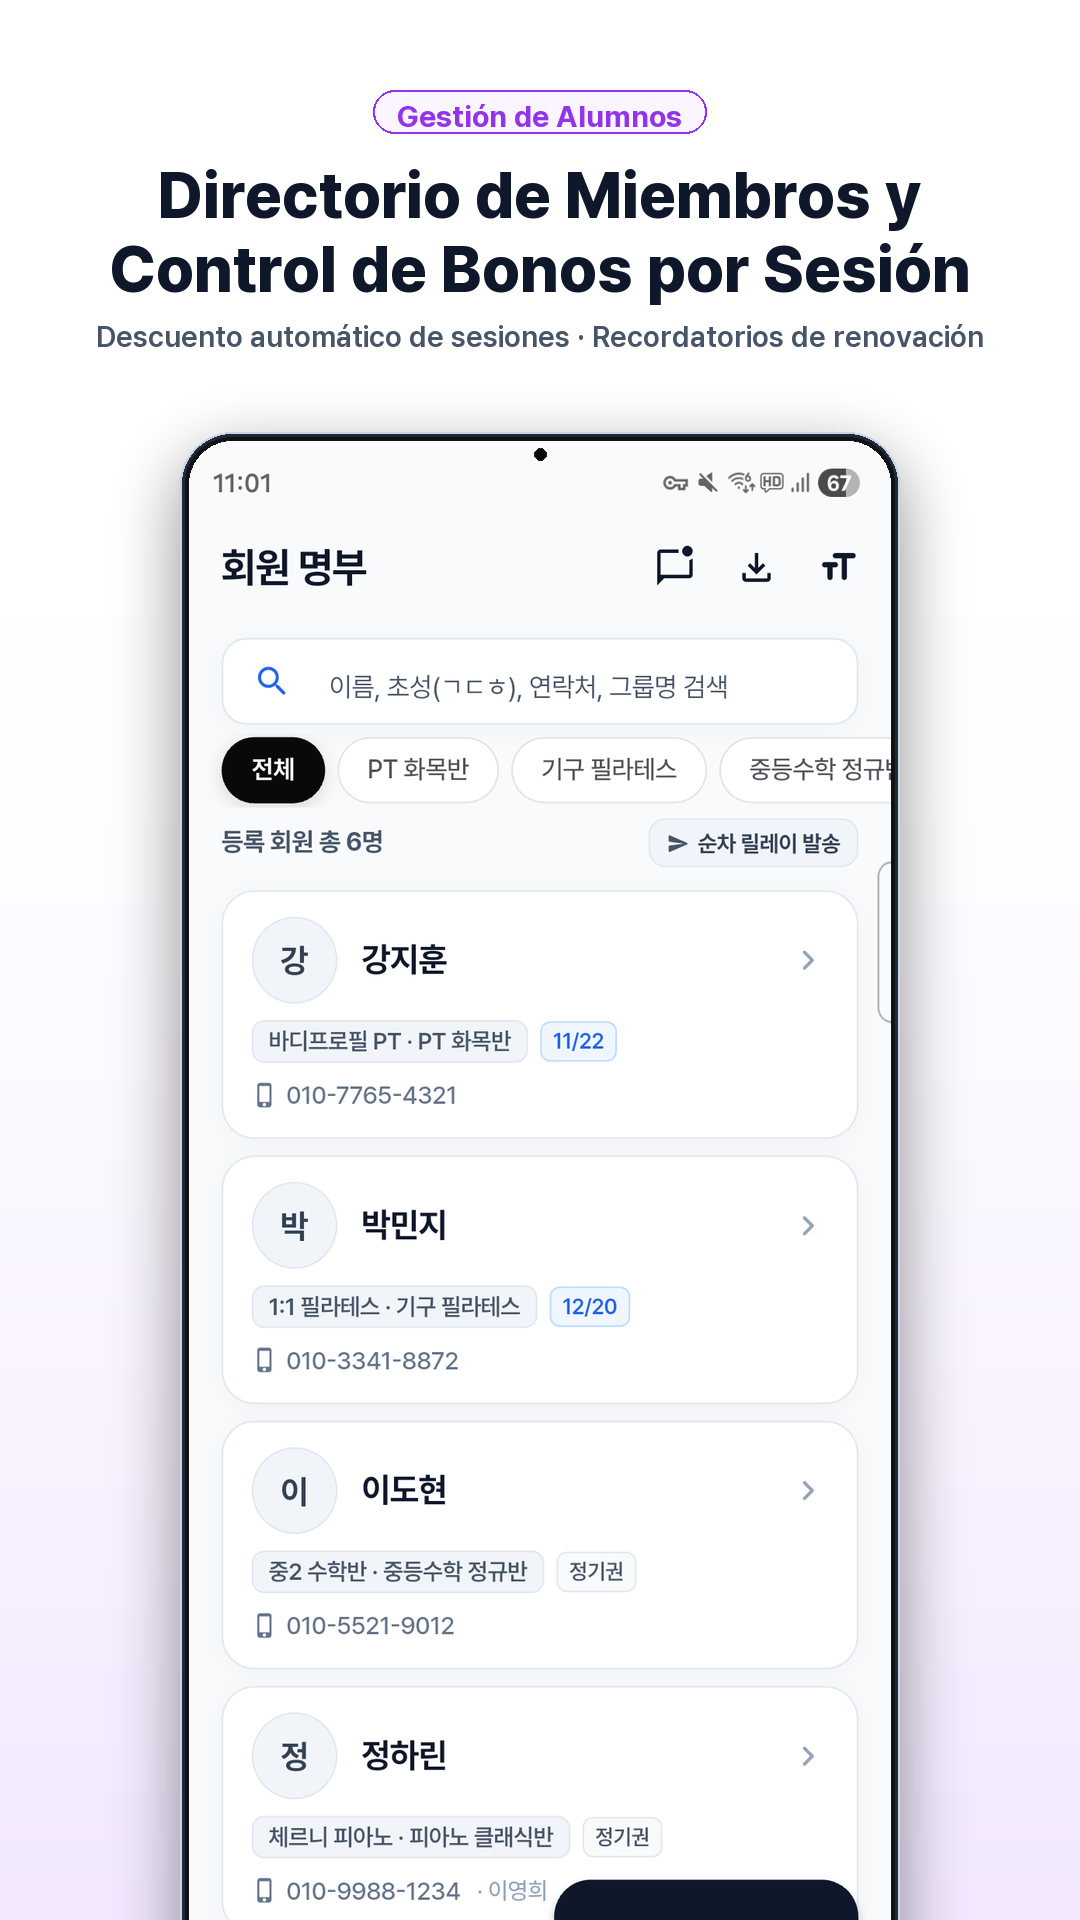 Gestión de Alumnos
Directorio de Miembros y
Control de Bonos por Sesión
Descuento automático de sesiones · Recordatorios de renovación
11:01
HD
67
회원 명부
이름, 초성(ㄱㄷㅎ), 연락처, 그룹명 검색
전체
PT 화목반
기구 필라테스
중등수학 정규
등록 회원 총 6명
순차 릴레이 발송
강
강지훈
바디프로필 PT · PT 화목반
11/22
010-7765-4321
박
박민지
1:1 필라테스 · 기구 필라테스
12/20
010-3341-8872
이
이도현
중2 수학반 · 중등수학 정규반
정기권
010-5521-9012
정
정하린
체르니 피아노 · 피아노 클래식반
정기권
010-9988-1234 · 이영희